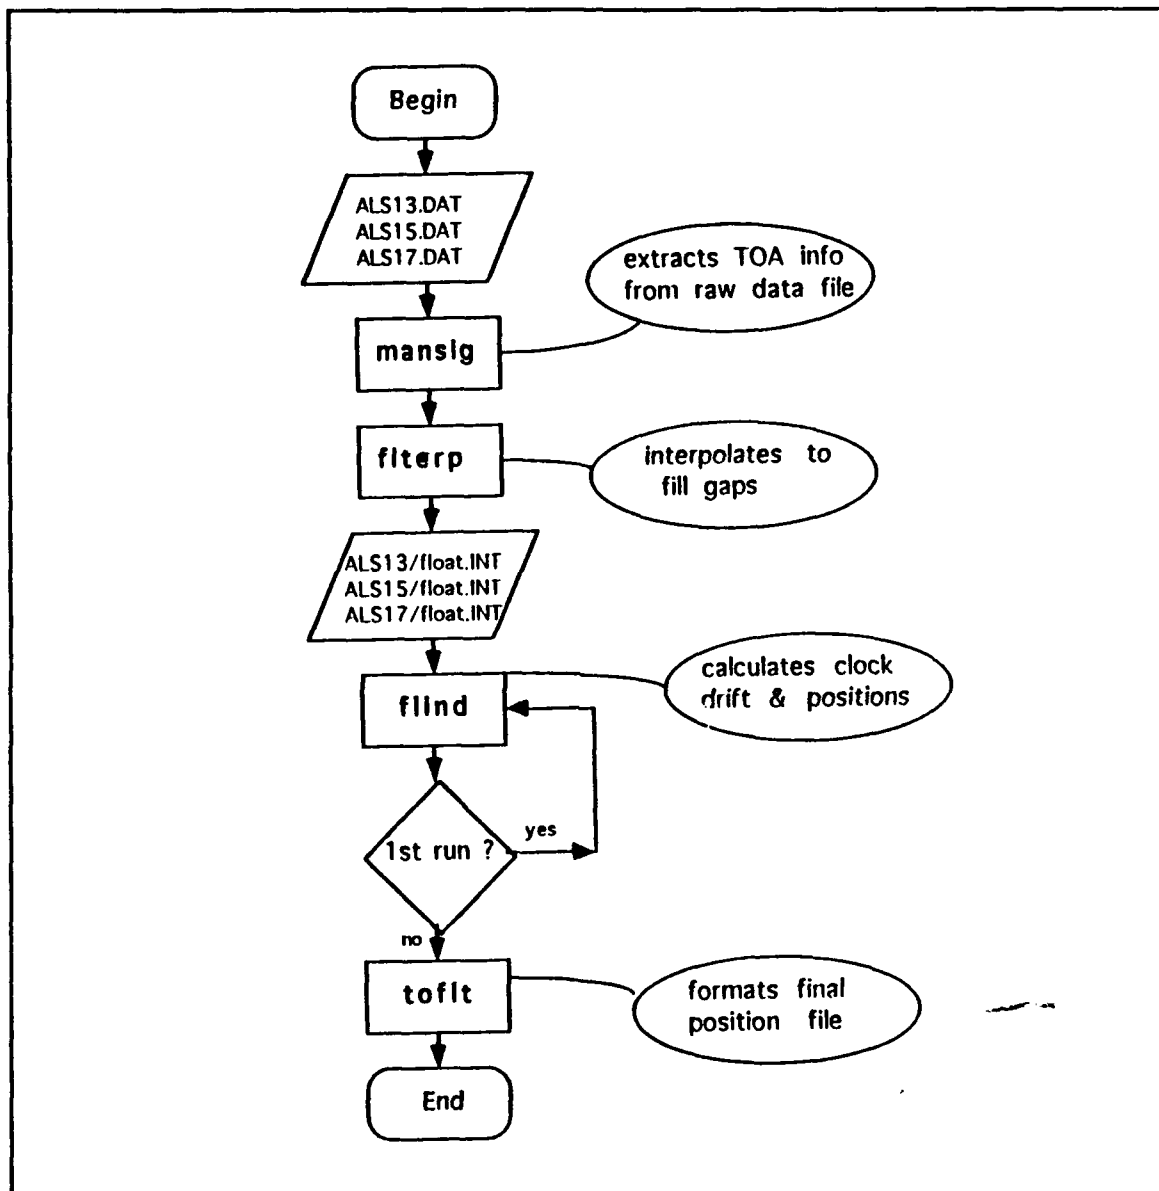 Begin
ALS13.DAT
ALS15.DAT
ALS17.DAT
extracts TOA info
from raw data file
mansig
flterp
interpolates to
fill gaps
ALS13/float.INT
ALS15/float.INT
ALS17/float.INT
calculates clock
drift & positions
flind
1st run ?
yes
no
toflt
formats final
position file
End